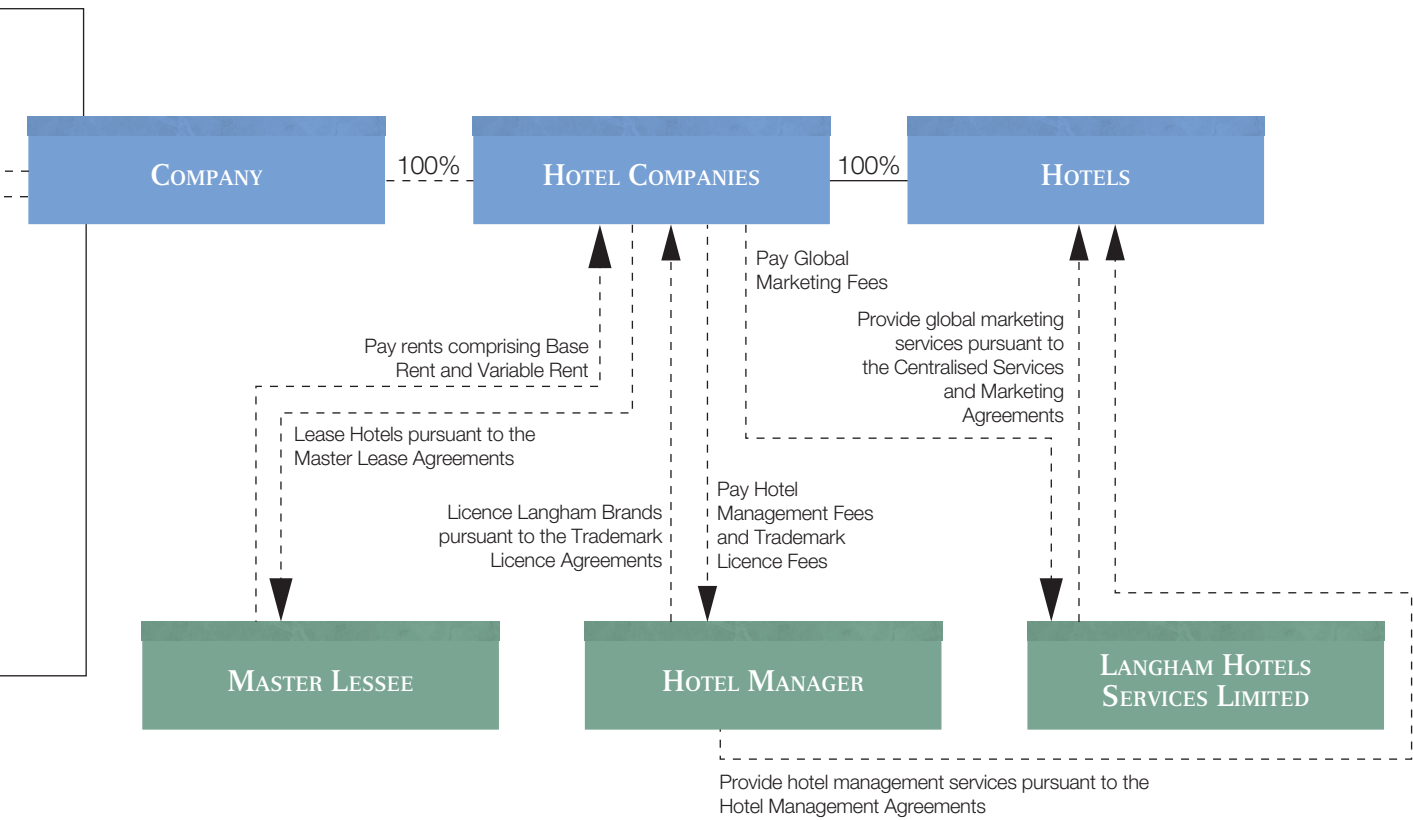 COMPANY
100%
HOTEL COMPANIES
100%
HOTELS
Pay Global
Marketing Fees
Provide global marketing
services pursuant to
the Centralised Services
and Marketing
Agreements
Pay rents comprising Base
Rent and Variable Rent
Lease Hotels pursuant to the
Master Lease Agreements
Licence Langham Brands
pursuant to the Trademark
Licence Agreements
Pay Hotel
Management Fees
and Trademark
Licence Fees
MASTER LESSEE
HOTEL MANAGER
LANGHAM HOTELS
SERVICES LIMITED
Provide hotel management services pursuant to the
Hotel Management Agreements